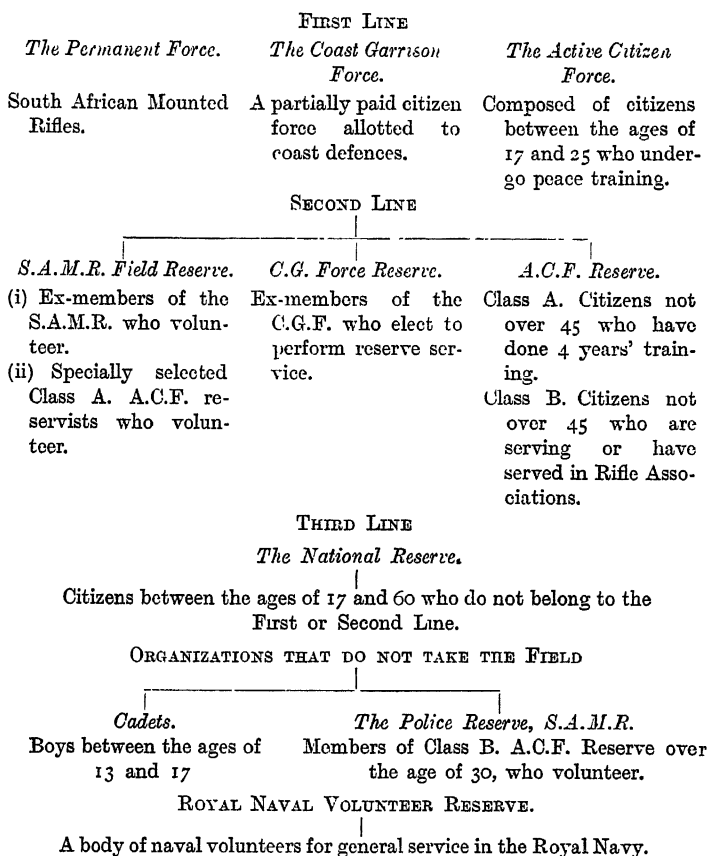 FIRST LINE
The Permanent Force.
South African Mounted
Rifles.
The Coast Garrison
Force.
A partially paid citizen
force allotted to
coast defences.
The Active Citizen
Force.
Composed of citizens
between the ages of
17 and 25 who under-
go peace training.
SECOND LINE
S.A.M.R. Field Reserve.
(i) Ex-members of the
S.A.M.R. who volun-
teer.
(ii) Specially selected
Class A. A.C.F. re-
servists who volun-
teer.
C.G. Force Reserve.
Ex-members of the
C.G.F. who elect to
perform reserve ser-
vice.
A.C.F. Reserve.
Class A. Citizens not
over 45 who have
done 4 years' train-
ing.
Class B. Citizens not
over 45 who are
serving or have
served in Rifle Asso-
ciations.
THIRD LINE
The National Reserve.
Citizens between the ages of 17 and 60 who do not belong to the
First or Second Line.
ORGANIZATIONS THAT DO NOT TAKE THE FIELD
Cadets.
Boys between the ages of
13 and 17
The Police Reserve, S.A.M.R.
Members of Class B. A.C.F. Reserve over
the age of 30, who volunteer.
ROYAL NAVAL VOLUNTEER RESERVE.
A body of naval volunteers for general service in the Royal Navy.